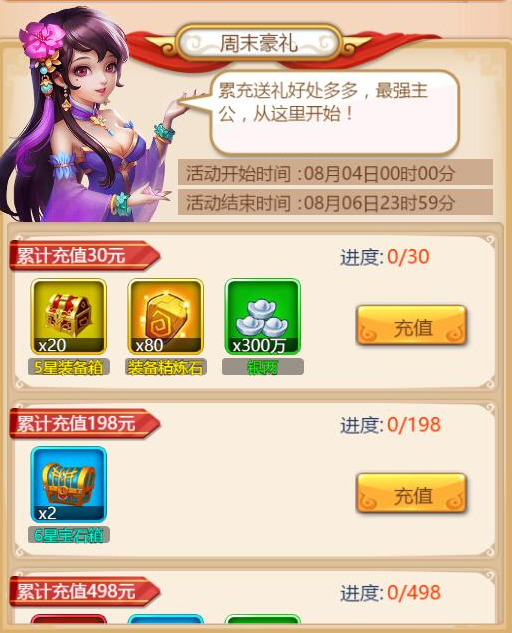 周末豪礼
累充送礼好处多多，最强主
公，从这里开始！
活动开始时间：08月04日00时00分
活动结束时间：08月06日23时59分
累计充值30元
进度: 0/30
x20
x80
x300万
充值
5星装备箱
装备精炼石
银两
累计充值198元
进度: 0/198
x2
充值
6星宝石箱
累计充值498元
进度: 0/498